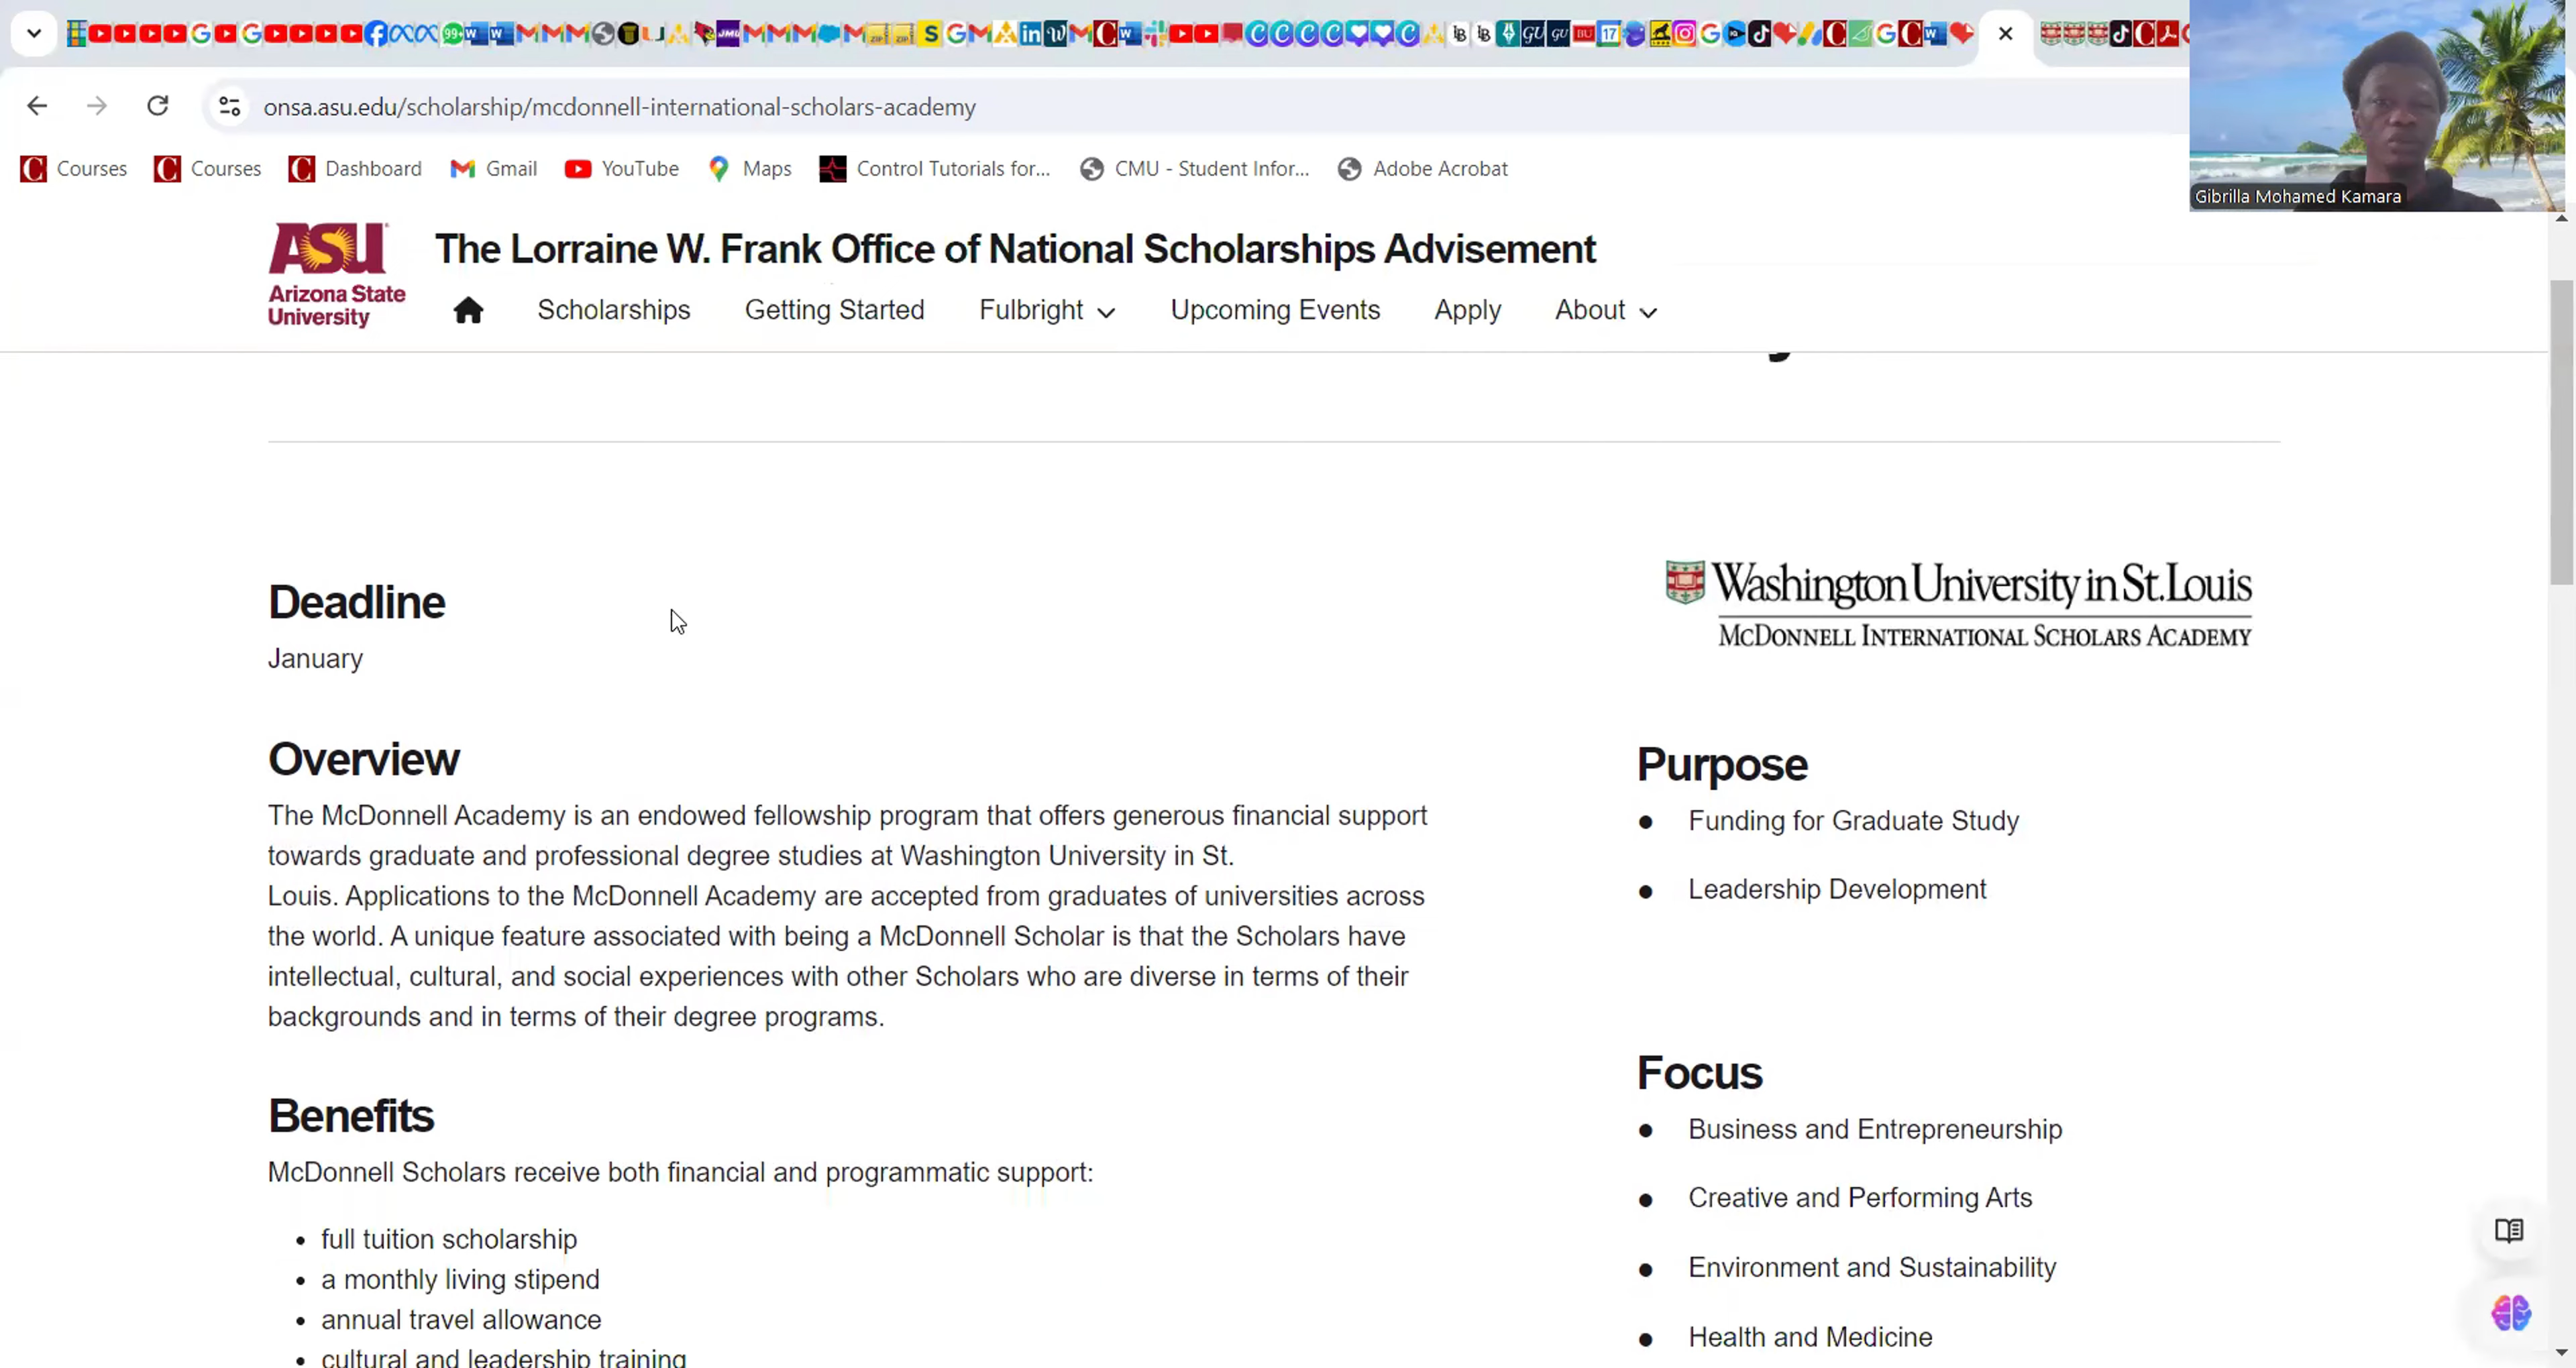 onsa.asu.edu/scholarship/mcdonnell-international-scholars-academy
Courses
Courses
Dashboard
Gmail
YouTube
Maps
Control Tutorials for...
CMU - Student Infor...
Adobe Acrobat
Gibrilla Mohamed Kamara
ASU
Arizona State
University
The Lorraine W. Frank Office of National Scholarships Advisement
Scholarships
Getting Started
Fulbright
Upcoming Events
Apply
About
Deadline
January
Overview
The McDonnell Academy is an endowed fellowship program that offers generous financial support
towards graduate and professional degree studies at Washington University in St.
Louis. Applications to the McDonnell Academy are accepted from graduates of universities across
the world. A unique feature associated with being a McDonnell Scholar is that the Scholars have
intellectual, cultural, and social experiences with other Scholars who are diverse in terms of their
backgrounds and in terms of their degree programs.
Benefits
McDonnell Scholars receive both financial and programmatic support:
• full tuition scholarship
• a monthly living stipend
• annual travel allowance
• cultural and leadership training
Washington University in St. Louis
McDonnell International Scholars Academy
Purpose
• Funding for Graduate Study
• Leadership Development
Focus
• Business and Entrepreneurship
• Creative and Performing Arts
• Environment and Sustainability
• Health and Medicine